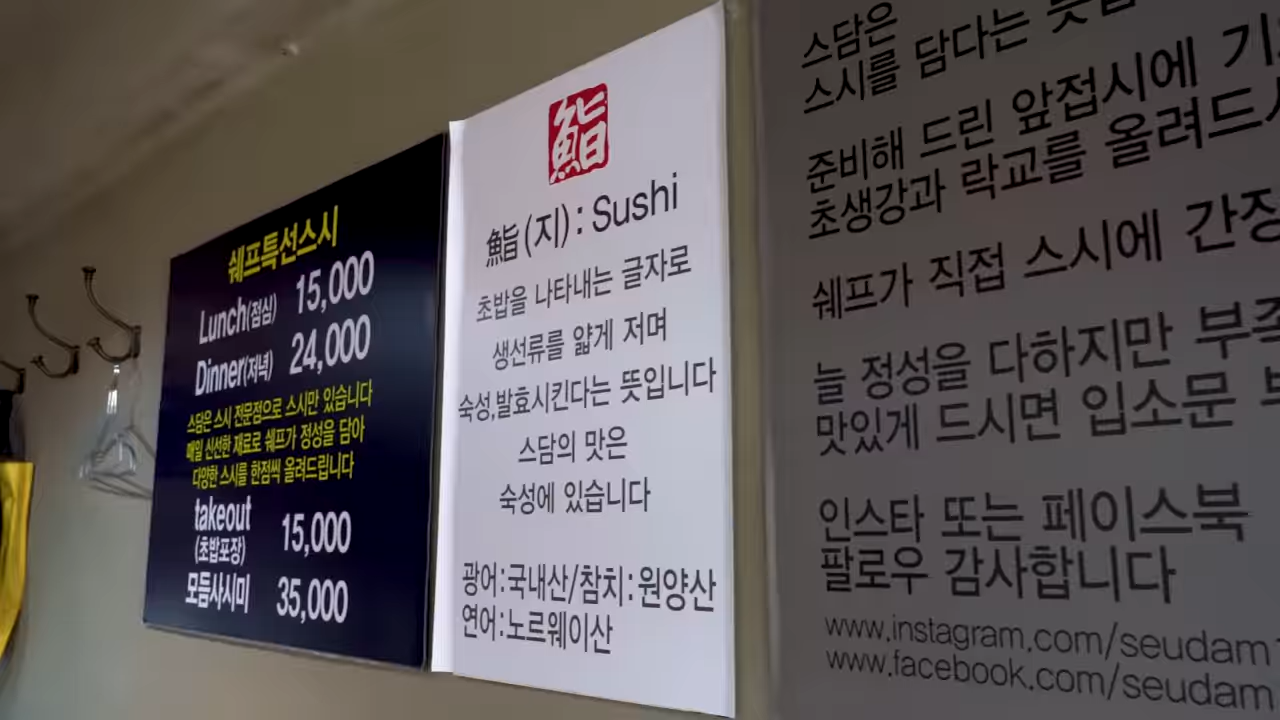 쉐프특선스시
Lunch(점심) 15,000
Dinner(저녁) 24,000
스담은 스시 전문점으로 스시만 있습니다
매일 신선한 재료로 쉐프가 정성을 담아
다양한 스시를 한점씩 올려드립니다
takeout
(초밥포장) 15,000
모듬사시미 35,000
鮨
鮨(지) : Sushi
초밥을 나타내는 글자로
생선류를 얇게 저며
숙성,발효시킨다는 뜻입니다
스담의 맛은
숙성에 있습니다
광어:국내산/참치:원양산
연어:노르웨이산
스담은
스시를 담다는
준비해 드린 앞접시에
초생강과 락교를
쉐프가 직접 스시에
늘 정성을 다하지만
맛있게 드시면 입소문
인스타 또는 페이스북
팔로우 감사합니다
www.instagram.com/seudam
www.facebook.com/seudam